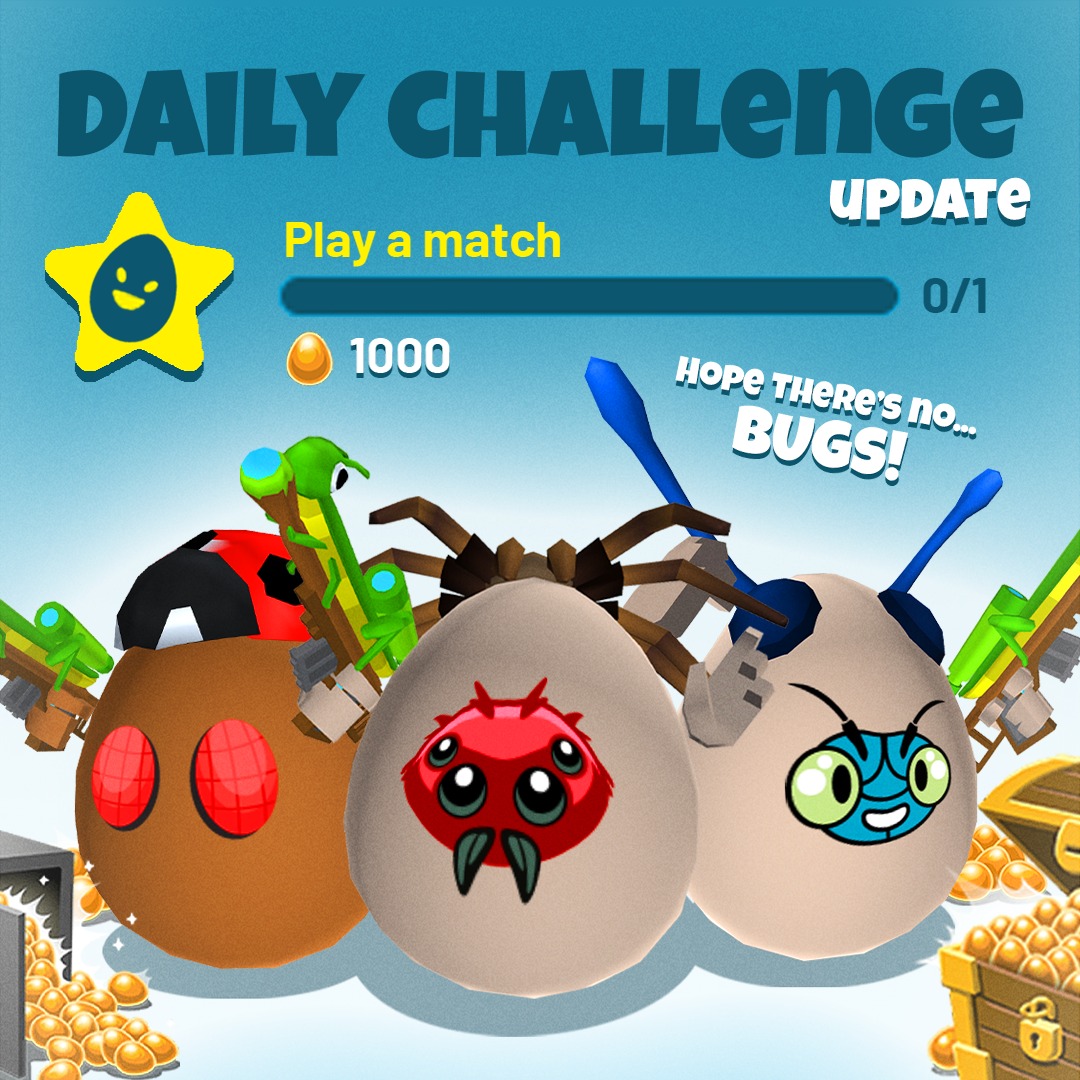 DAILY CHALLENGE
UPDATE
Play a match
0/1
1000
HOPE THERE'S NO...
BUGS!